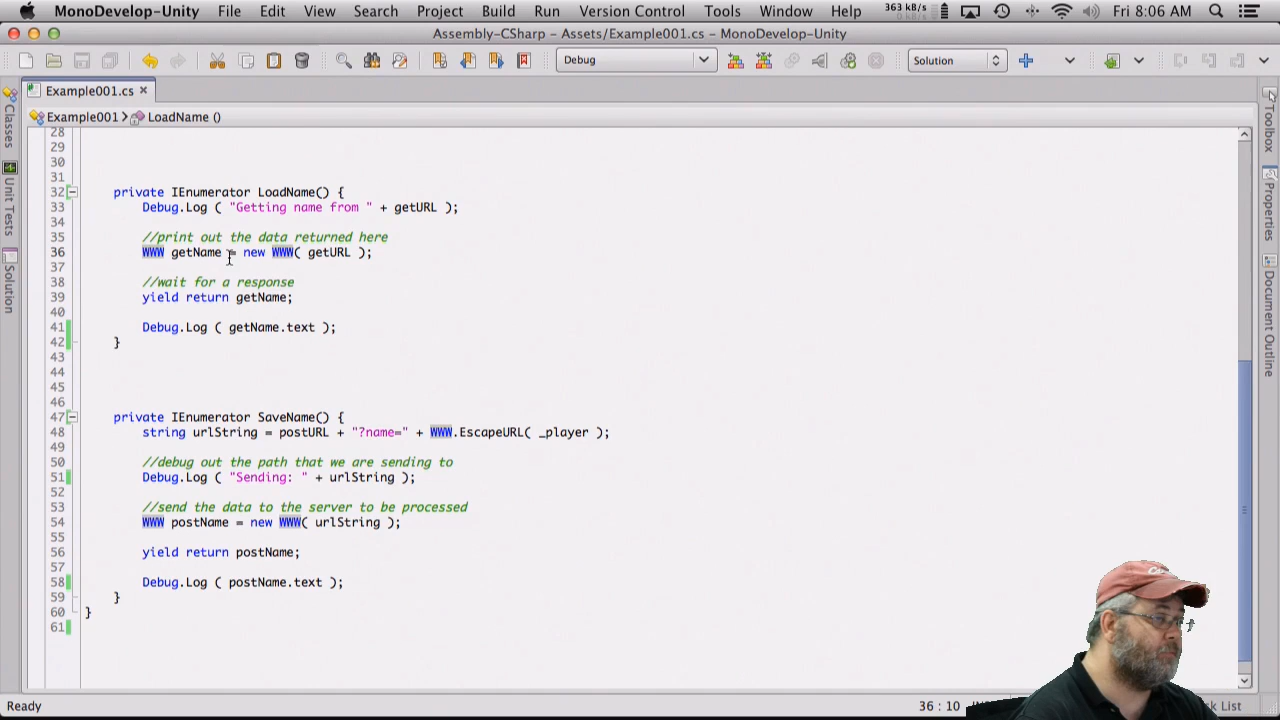 MonoDevelop-Unity File Edit View Search Project Build Run Version Control Tools Window Help 363 kB/s 0 kB/s Fri 8:06 AM
Assembly-CSharp – Assets/Example001.cs – MonoDevelop-Unity
Debug Solution
Example001.cs ×
Example001 LoadName ()
Classes
Unit Tests
Solution
Toolbox
Properties
Document Outline
28
29
30
31
32 private IEnumerator LoadName() {
33 Debug.Log ( "Getting name from " + getURL );
34
35 //print out the data returned here
36 WWW getName = new WWW( getURL );
37
38 //wait for a response
39 yield return getName;
40
41 Debug.Log ( getName.text );
42 }
43
44
45
46
47 private IEnumerator SaveName() {
48 string urlString = postURL + "?name=" + WWW.EscapeURL( _player );
49
50 //debug out the path that we are sending to
51 Debug.Log ( "Sending: " + urlString );
52
53 //send the data to the server to be processed
54 WWW postName = new WWW( urlString );
55
56 yield return postName;
57
58 Debug.Log ( postName.text );
59 }
60 }
61
Ready 36 : 10 List